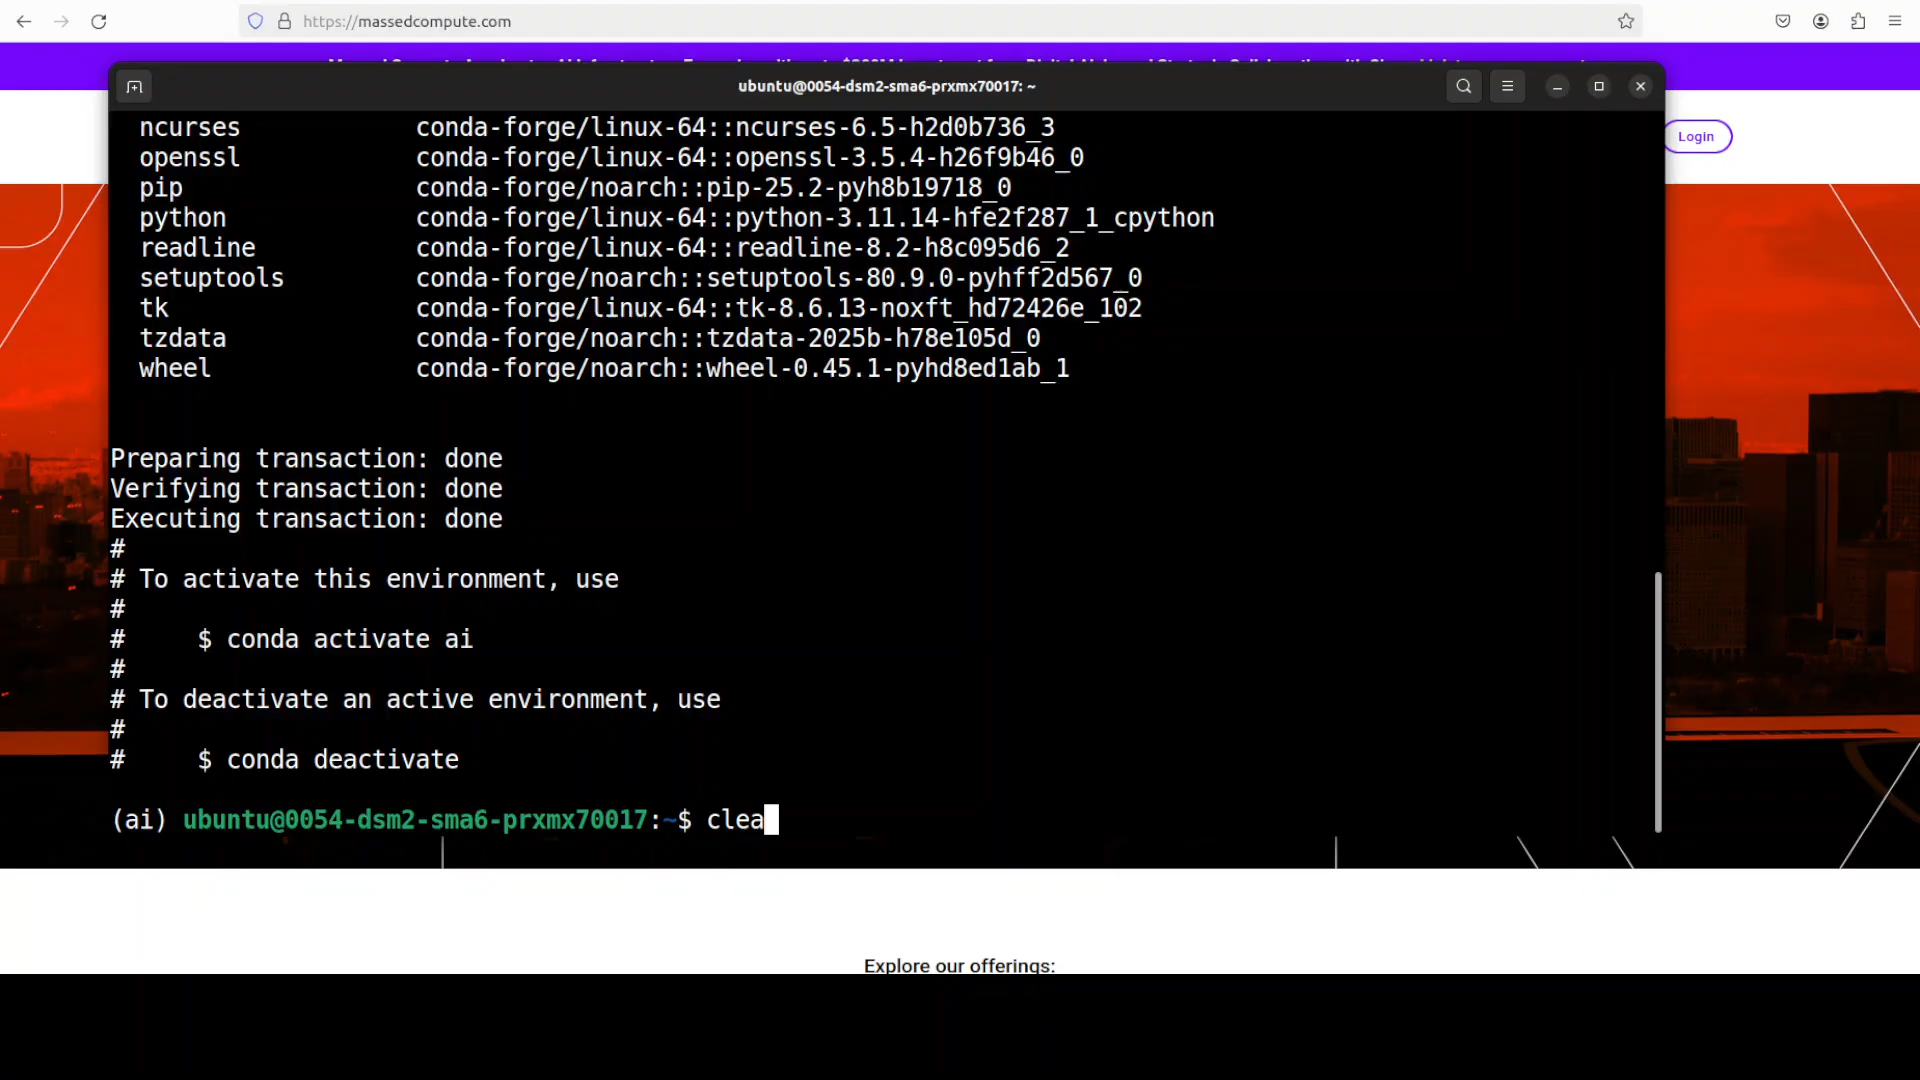 https://massedcompute.com
ubuntu@0054-dsm2-sma6-prxmx70017: ~
Login
ncurses conda-forge/linux-64::ncurses-6.5-h2d0b736_3
openssl conda-forge/linux-64::openssl-3.5.4-h26f9b46_0
pip conda-forge/noarch::pip-25.2-pyh8b19718_0
python conda-forge/linux-64::python-3.11.14-hfe2f287_1_cpython
readline conda-forge/linux-64::readline-8.2-h8c095d6_2
setuptools conda-forge/noarch::setuptools-80.9.0-pyhff2d567_0
tk conda-forge/linux-64::tk-8.6.13-noxft_hd72426e_102
tzdata conda-forge/noarch::tzdata-2025b-h78e105d_0
wheel conda-forge/noarch::wheel-0.45.1-pyhd8ed1ab_1
Preparing transaction: done
Verifying transaction: done
Executing transaction: done
#
# To activate this environment, use
#
# $ conda activate ai
#
# To deactivate an active environment, use
#
# $ conda deactivate
(ai) ubuntu@0054-dsm2-sma6-prxmx70017:~$ clea
Explore our offerings: